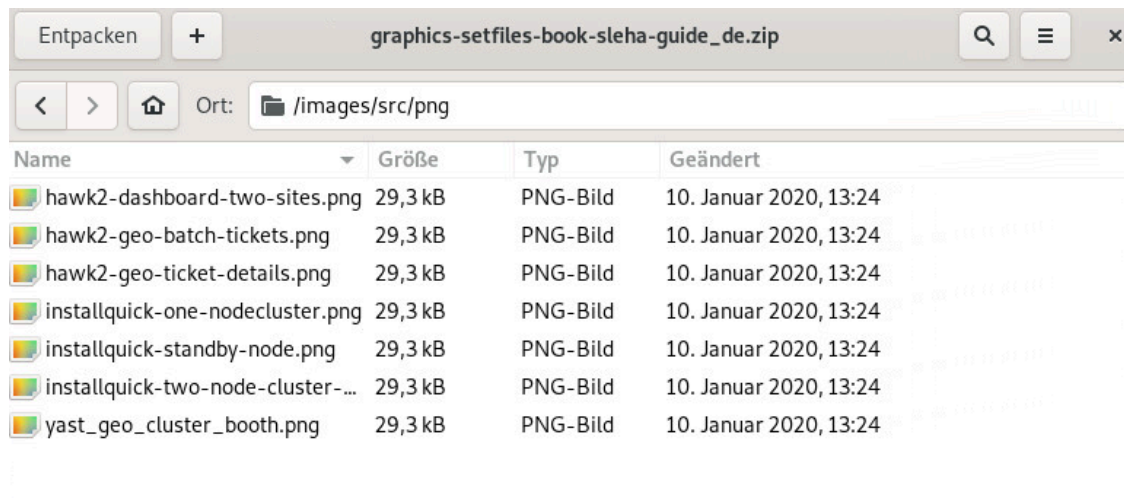 Entpacken + graphics-setfiles-book-sleha-guide_de.zip
Ort: /images/src/png
Name Größe Typ Geändert
hawk2-dashboard-two-sites.png 29,3 kB PNG-Bild 10. Januar 2020, 13:24
hawk2-geo-batch-tickets.png 29,3 kB PNG-Bild 10. Januar 2020, 13:24
hawk2-geo-ticket-details.png 29,3 kB PNG-Bild 10. Januar 2020, 13:24
installquick-one-nodecluster.png 29,3 kB PNG-Bild 10. Januar 2020, 13:24
installquick-standby-node.png 29,3 kB PNG-Bild 10. Januar 2020, 13:24
installquick-two-node-cluster-... 29,3 kB PNG-Bild 10. Januar 2020, 13:24
yast_geo_cluster_booth.png 29,3 kB PNG-Bild 10. Januar 2020, 13:24